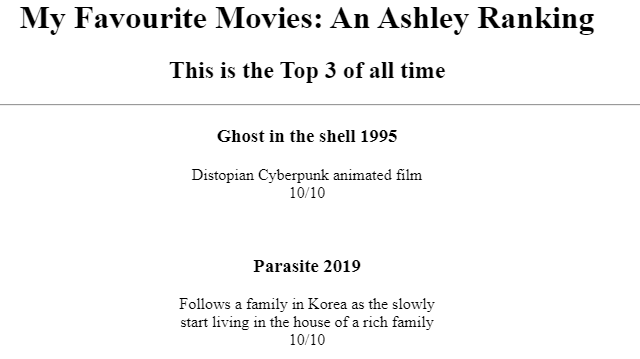 My Favourite Movies: An Ashley Ranking
This is the Top 3 of all time
Ghost in the shell 1995
Distopian Cyberpunk animated film
10/10
Parasite 2019
Follows a family in Korea as the slowly
start living in the house of a rich family
10/10